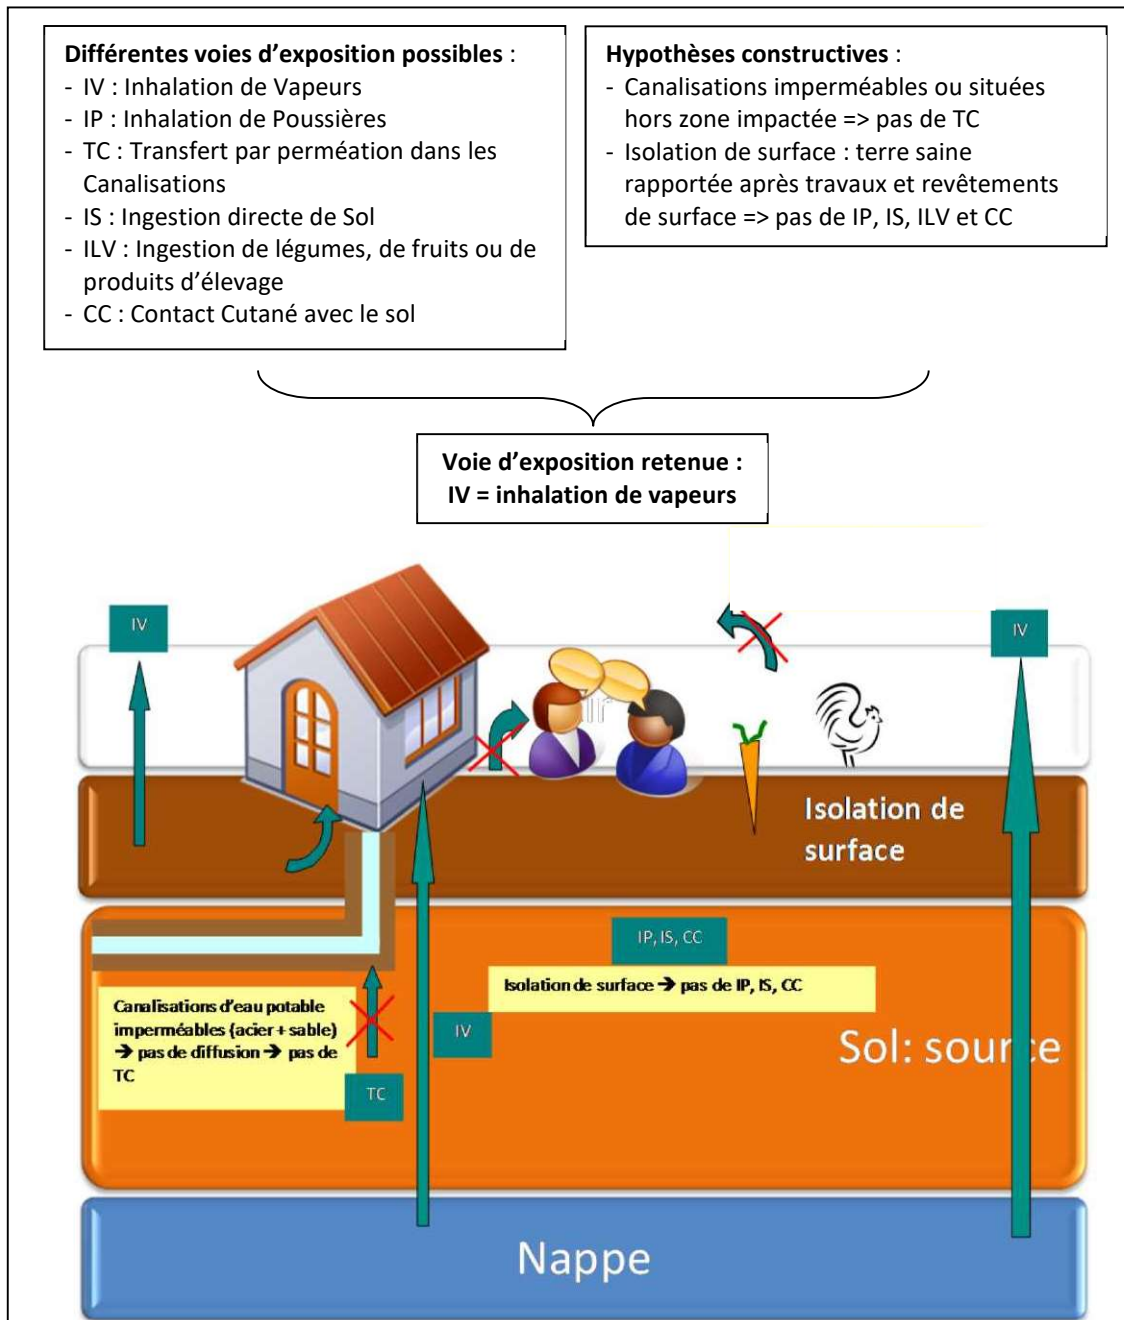 Différentes voies d'exposition possibles :
- IV : Inhalation de Vapeurs
- IP : Inhalation de Poussières
- TC : Transfert par perméation dans les
Canalisations
- IS : Ingestion directe de Sol
- ILV : Ingestion de légumes, de fruits ou de
produits d'élevage
- CC : Contact Cutané avec le sol
Hypothèses constructives :
- Canalisations imperméables ou situées
hors zone impactée => pas de TC
- Isolation de surface : terre saine
rapportée après travaux et revêtements
de surface => pas de IP, IS, ILV et CC
Voie d'exposition retenue :
IV = inhalation de vapeurs
IV
IV
Isolation de
surface
IP, IS, CC
Isolation de surface ➔ pas de IP, IS, CC
Canalisations d'eau potable
imperméables (acier + sable)
➔ pas de diffusion ➔ pas de
TC
IV
TC
Sol: source
Nappe